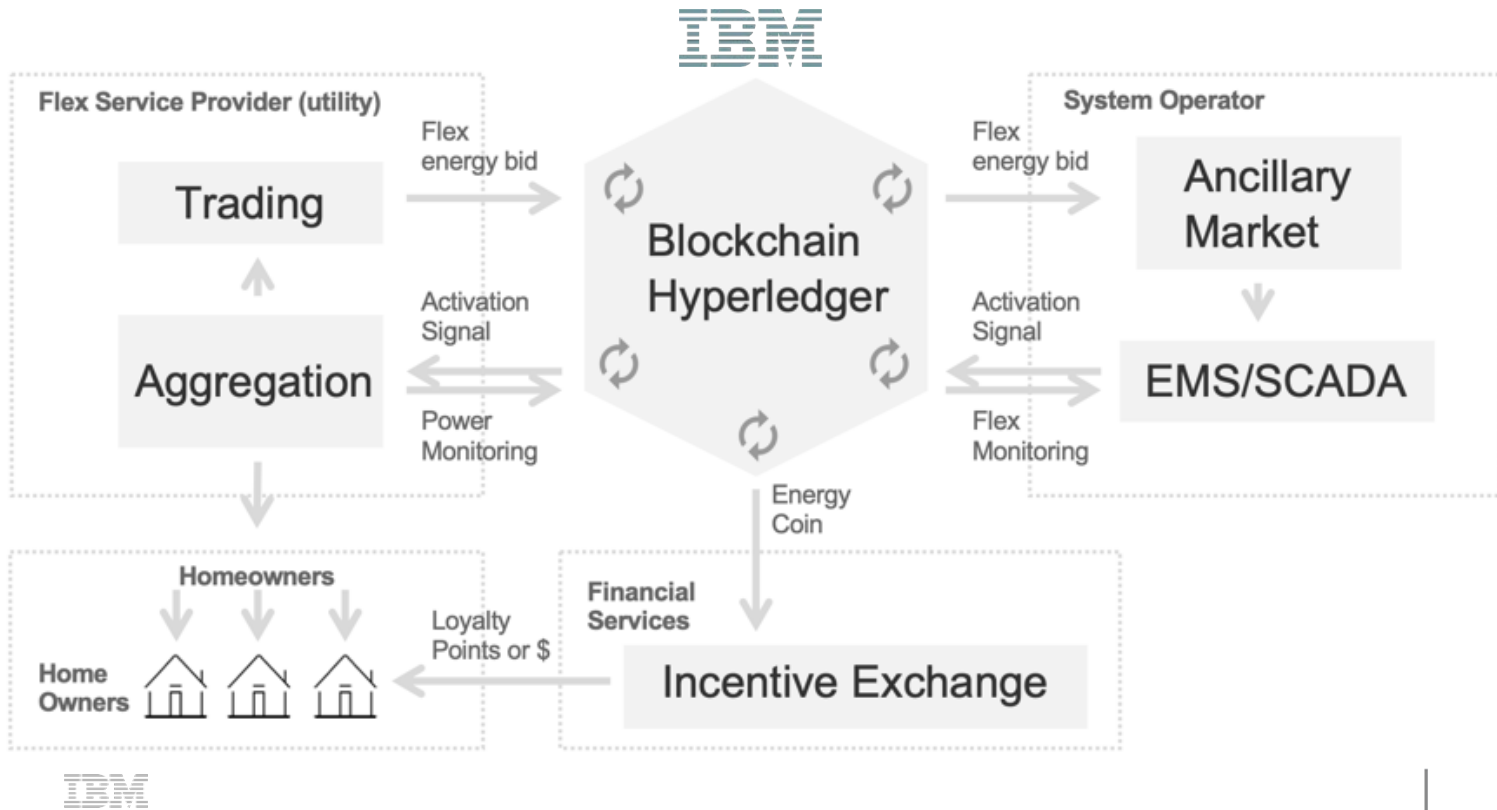 IBM
Flex Service Provider (utility)
Trading
Aggregation
Flex
energy bid
Activation
Signal
Power
Monitoring
Blockchain
Hyperledger
Flex
energy bid
Activation
Signal
Flex
Monitoring
System Operator
Ancillary
Market
EMS/SCADA
Energy
Coin
Homeowners
Home
Owners
Loyalty
Points or $
Financial
Services
Incentive Exchange
IBM